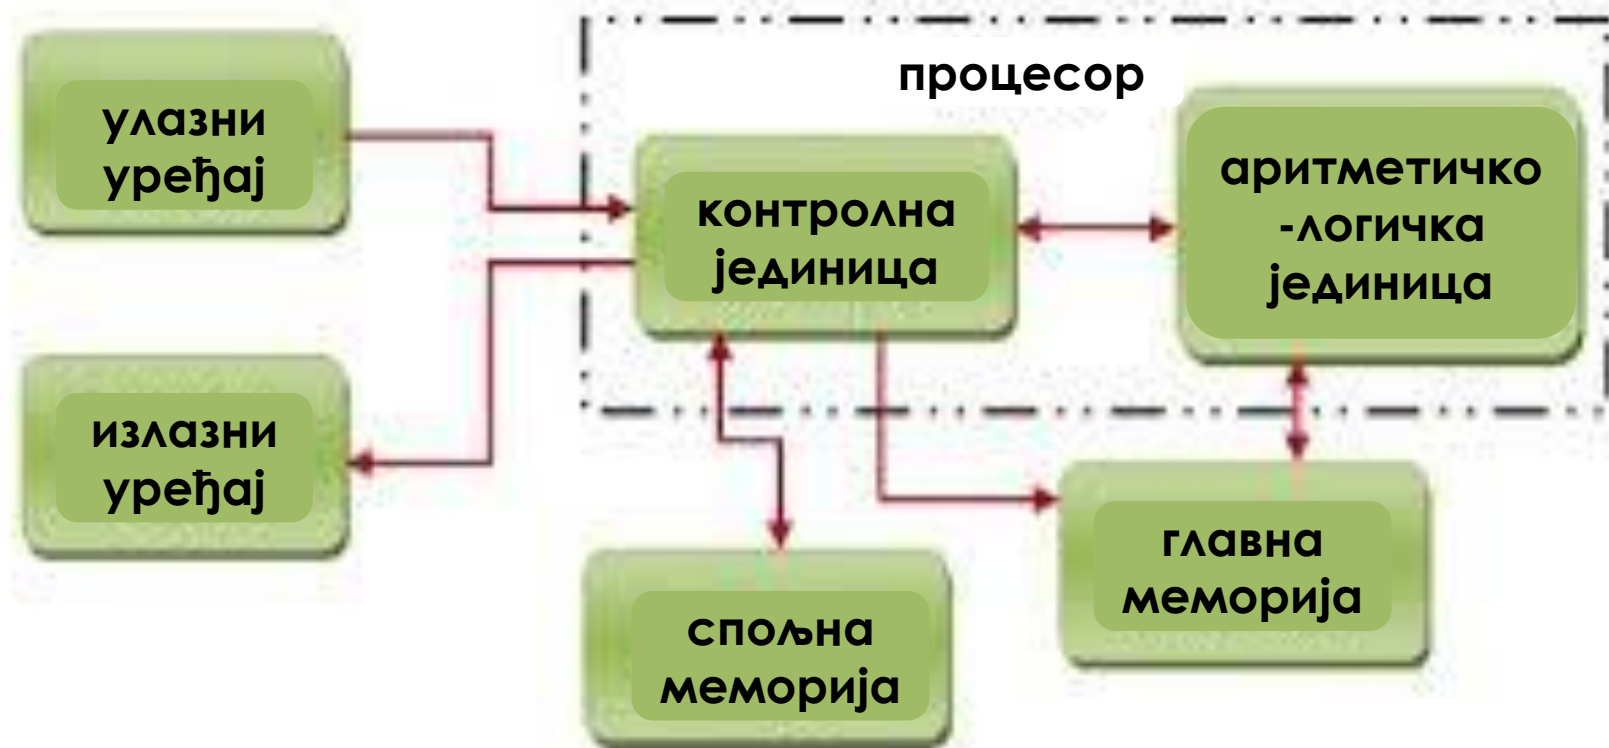 процесор
улазни
уређај
контролна
јединица
аритметичко
-логичка
јединица
излазни
уређај
спољна
меморија
главна
меморија